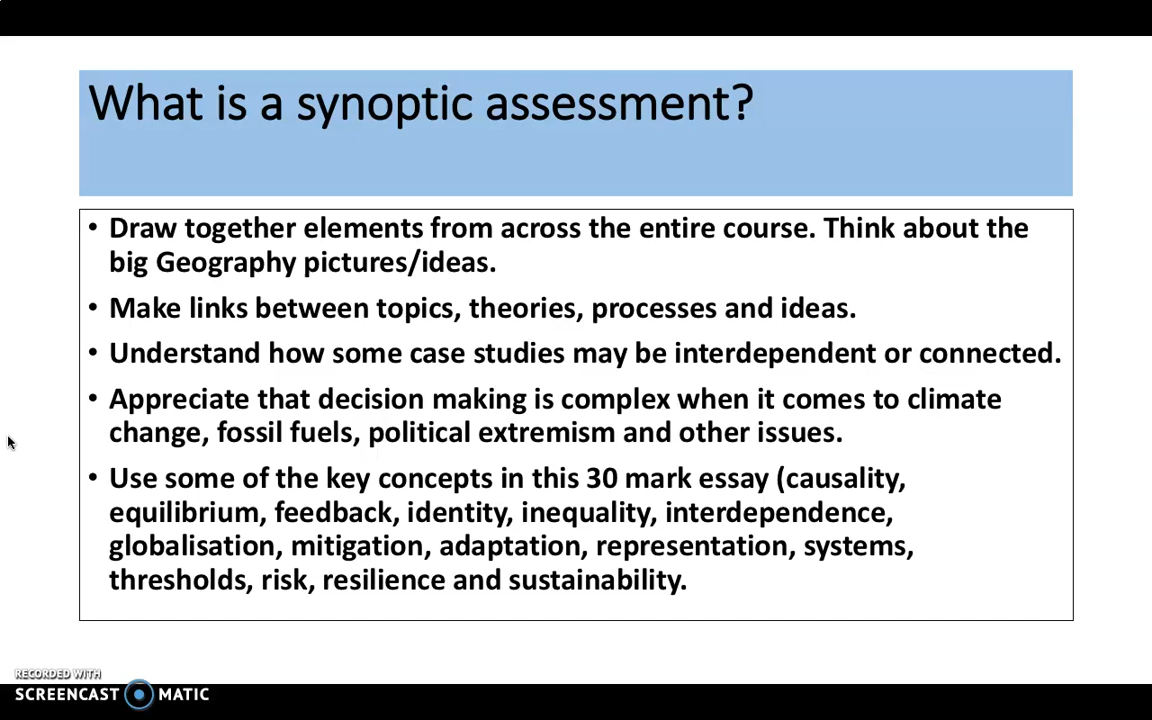 What is a synoptic assessment?
• Draw together elements from across the entire course. Think about the
big Geography pictures/ideas.
• Make links between topics, theories, processes and ideas.
• Understand how some case studies may be interdependent or connected.
• Appreciate that decision making is complex when it comes to climate
change, fossil fuels, political extremism and other issues.
• Use some of the key concepts in this 30 mark essay (causality,
equilibrium, feedback, identity, inequality, interdependence,
globalisation, mitigation, adaptation, representation, systems,
thresholds, risk, resilience and sustainability.
RECORDED WITH
SCREENCAST MATIC